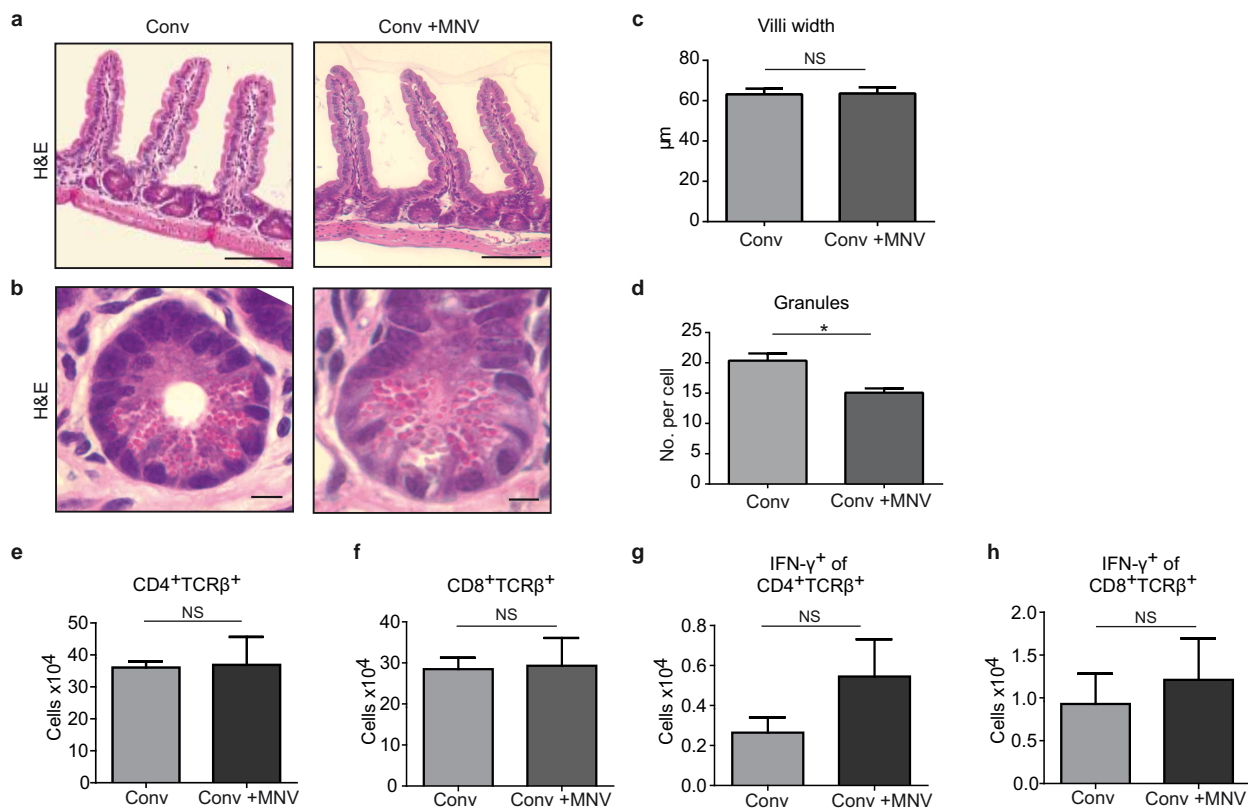 a
Conv
Conv +MNV
H&E
b
H&E
c
Villi width
NS
80
60
40
20
0
µm
Conv
Conv +MNV
d
Granules
*
25
20
15
10
5
0
No. per cell
Conv
Conv +MNV
e
CD4+TCRβ+
NS
50
40
30
20
10
0
Cells x10⁴
Conv
Conv +MNV
f
CD8+TCRβ+
NS
40
30
20
10
0
Cells x10⁴
Conv
Conv +MNV
g
IFN-γ+ of
CD4+TCRβ+
NS
0.8
0.6
0.4
0.2
0
Cells x10⁴
Conv
Conv +MNV
h
IFN-γ+ of
CD8+TCRβ+
NS
2.0
1.5
1.0
0.5
0.0
Cells x10⁴
Conv
Conv +MNV